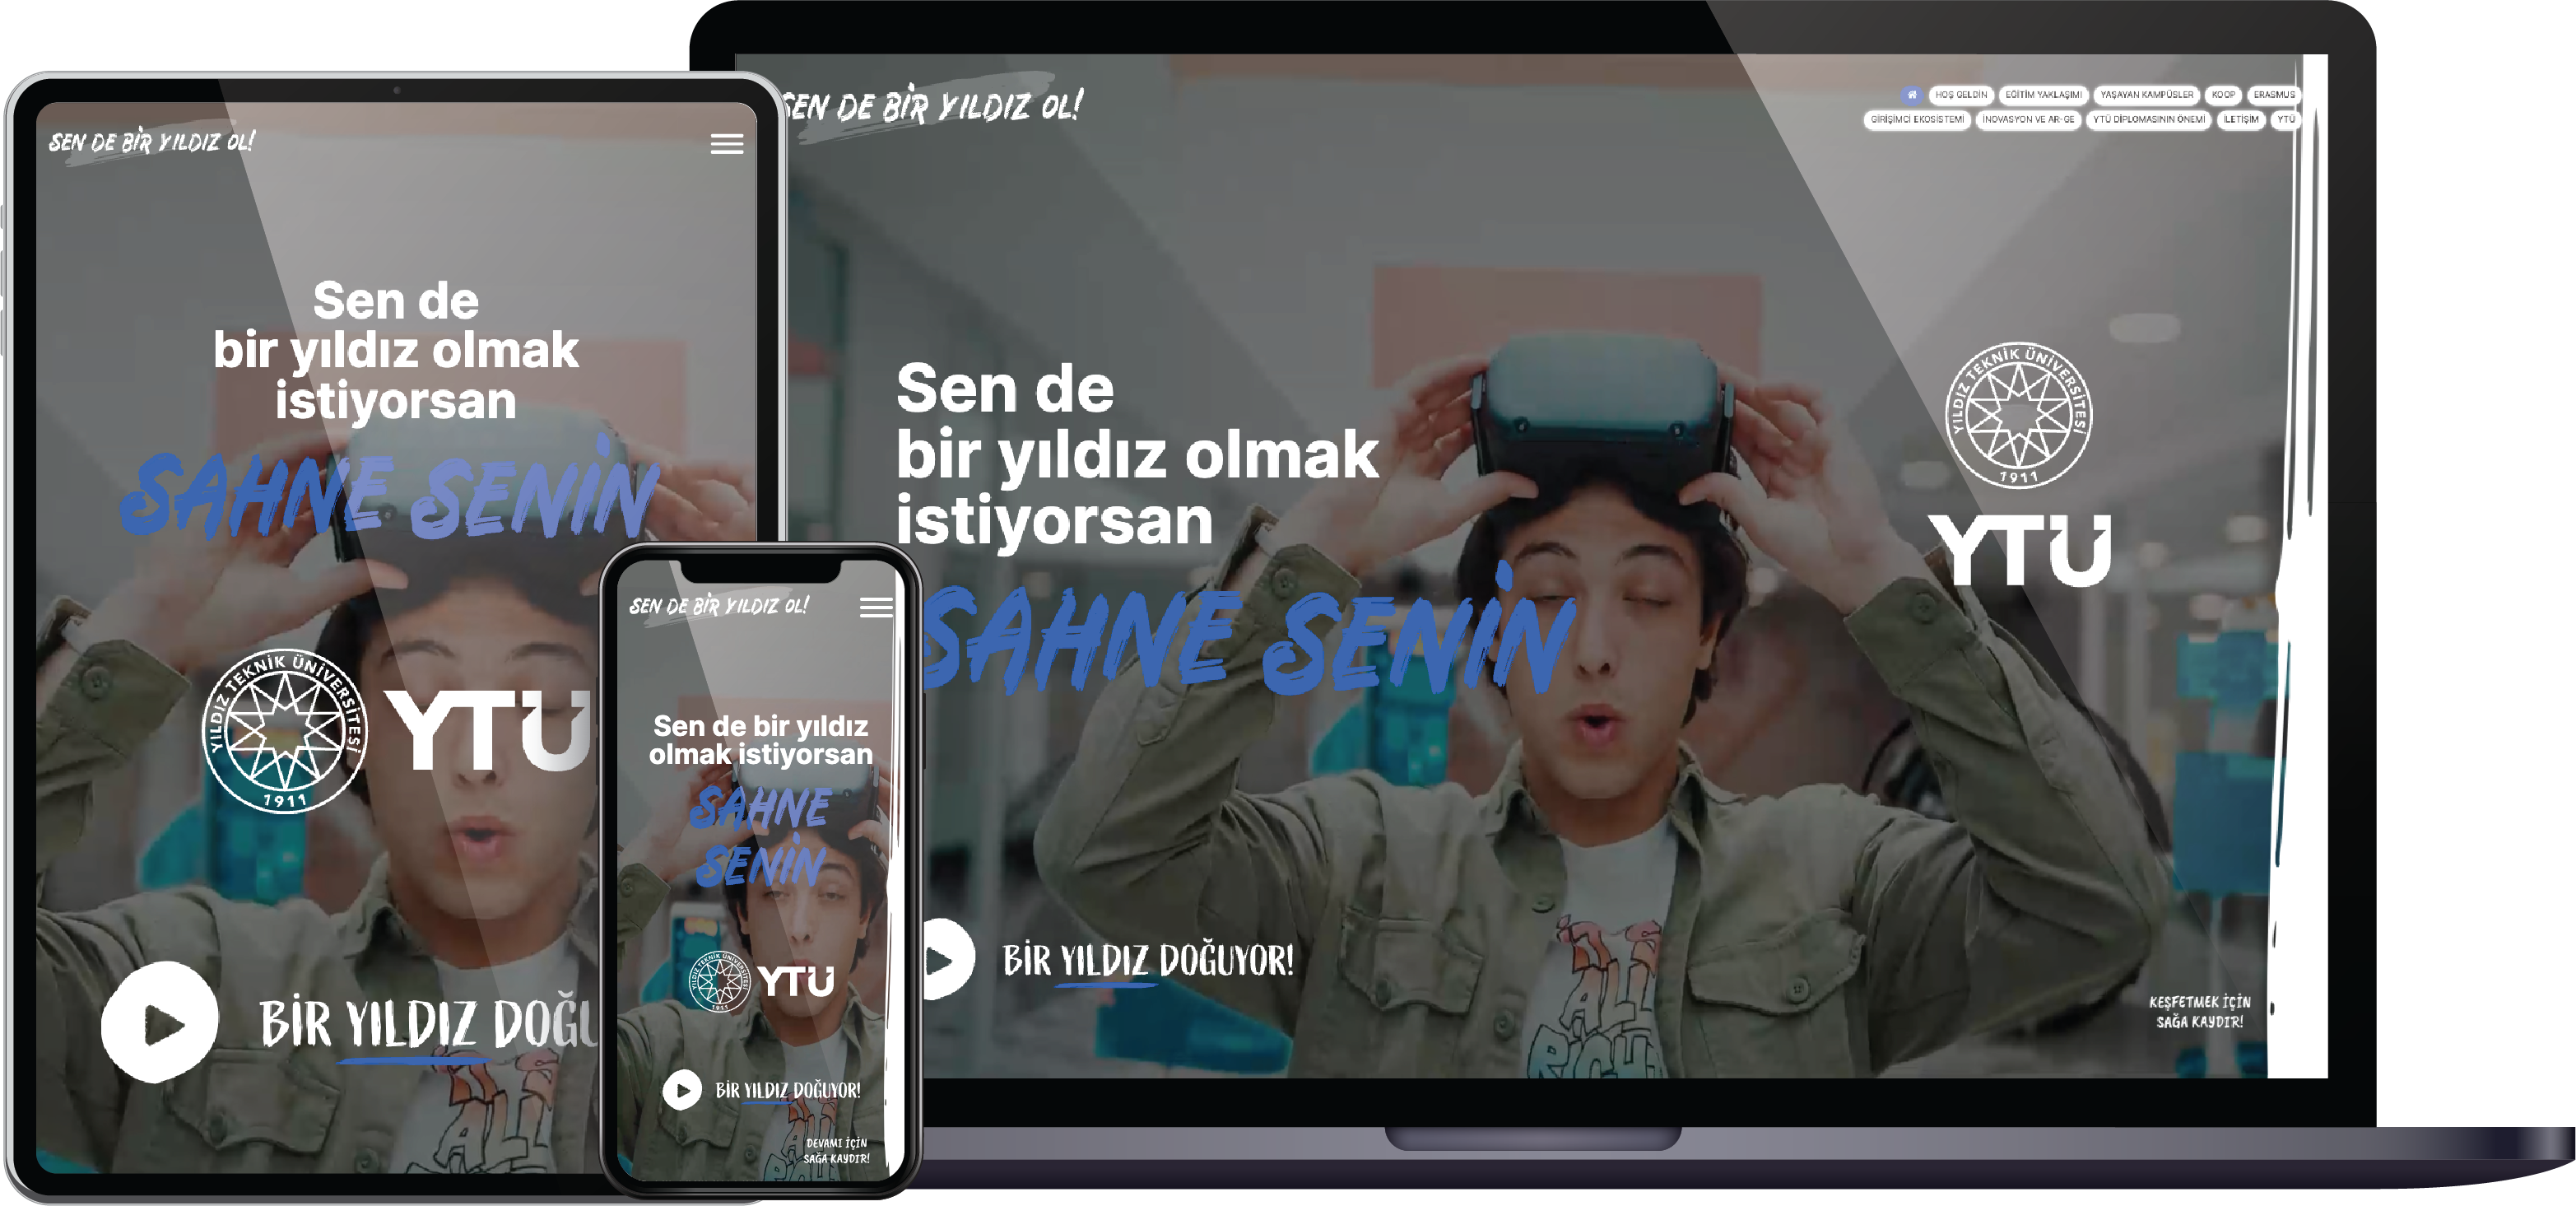 SEN DE BİR YILDIZ OL!
Sen de
bir yıldız olmak
istiyorsan
SAHNE SENİN
YILDIZ TEKNİK ÜNİVERSİTESİ
1911
YTÜ
BİR YILDIZ DOĞU
SEN DE BİR YILDIZ OL!
Sen de bir yıldız
olmak istiyorsan
SAHNE
SENİN
YILDIZ TEKNİK ÜNİVERSİTESİ
1911
YTÜ
BİR YILDIZ DOĞUYOR!
DEVAMI İÇİN
SAĞA KAYDIR!
SEN DE BİR YILDIZ OL!
HOŞ GELDİN EĞİTİM YAKLAŞIMI YAŞAYAN KAMPÜSLER KOOP ERASMUS
GİRİŞİMCİ EKOSİSTEMİ İNOVASYON VE AR-GE YTÜ DİPLOMASININ ÖNEMİ İLETİŞİM YTÜ
Sen de
bir yıldız olmak
istiyorsan
SAHNE SENİN
YILDIZ TEKNİK ÜNİVERSİTESİ
1911
YTÜ
BİR YILDIZ DOĞUYOR!
KEŞFETMEK İÇİN
SAĞA KAYDIR!